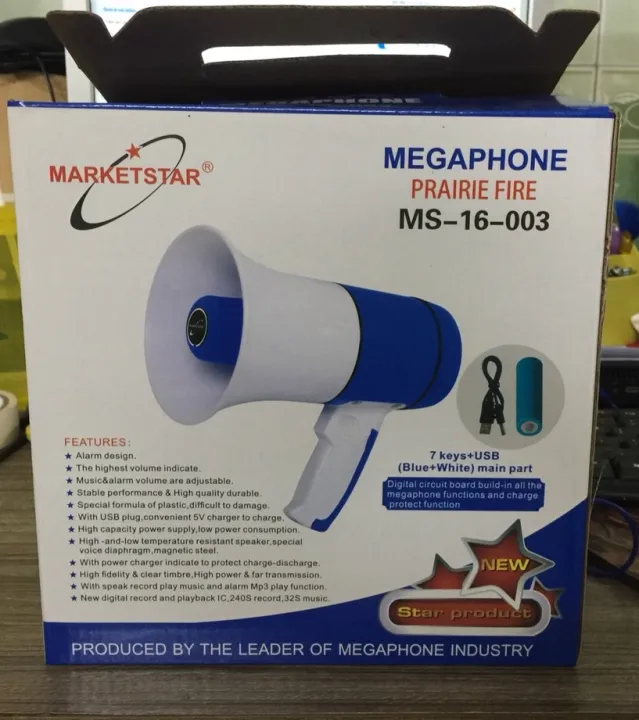 MEGAPHONE
MARKETSTAR®
MEGAPHONE
PRAIRIE FIRE
MS-16-003
7 keys+USB
(Blue+White) main part
Digital circuit board build-in all the
megaphone functions and charge
protect function
FEATURES:
★ Alarm design.
★ The highest volume indicate.
★ Music&alarm volume are adjustable.
★ Stable performance & High quality durable.
★ Special formula of plastic,difficult to damage.
★ With USB plug,convenient 5V charger to charge.
★ High capacity power supply,low power consumption.
★ High -and-low temperature resistant speaker,special
voice diaphragm,magnetic steel.
★ With power charger indicate to protect charge-discharge.
★ High fidelity & clear timbre,High power & far transmission.
★ With speak record play music and alarm Mp3 play function.
★ New digital record and playback IC,240S record,32S music.
NEW
Star product
PRODUCED BY THE LEADER OF MEGAPHONE INDUSTRY